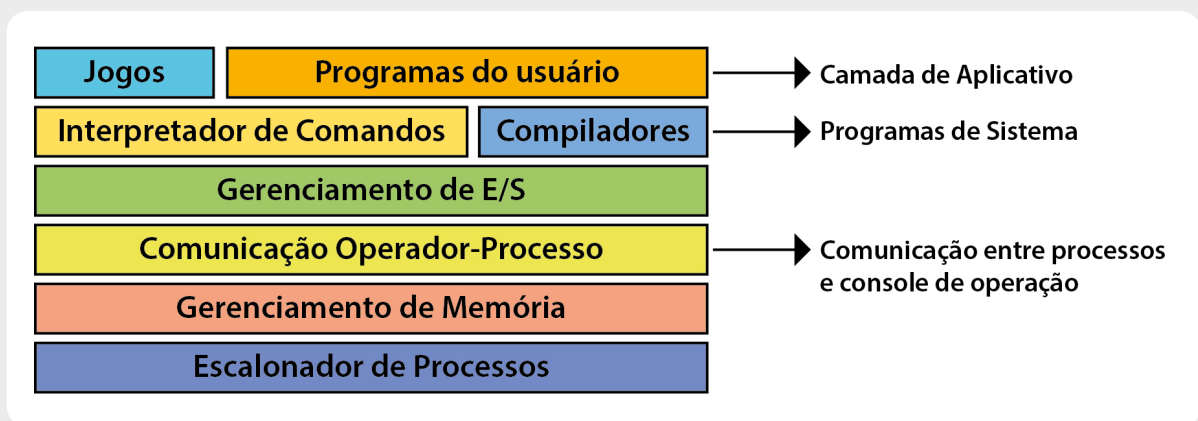 Jogos
Programas do usuário
Camada de Aplicativo
Interpretador de Comandos
Compiladores
Programas de Sistema
Gerenciamento de E/S
Comunicação Operador-Processo
Comunicação entre processos
e console de operação
Gerenciamento de Memória
Escalonador de Processos